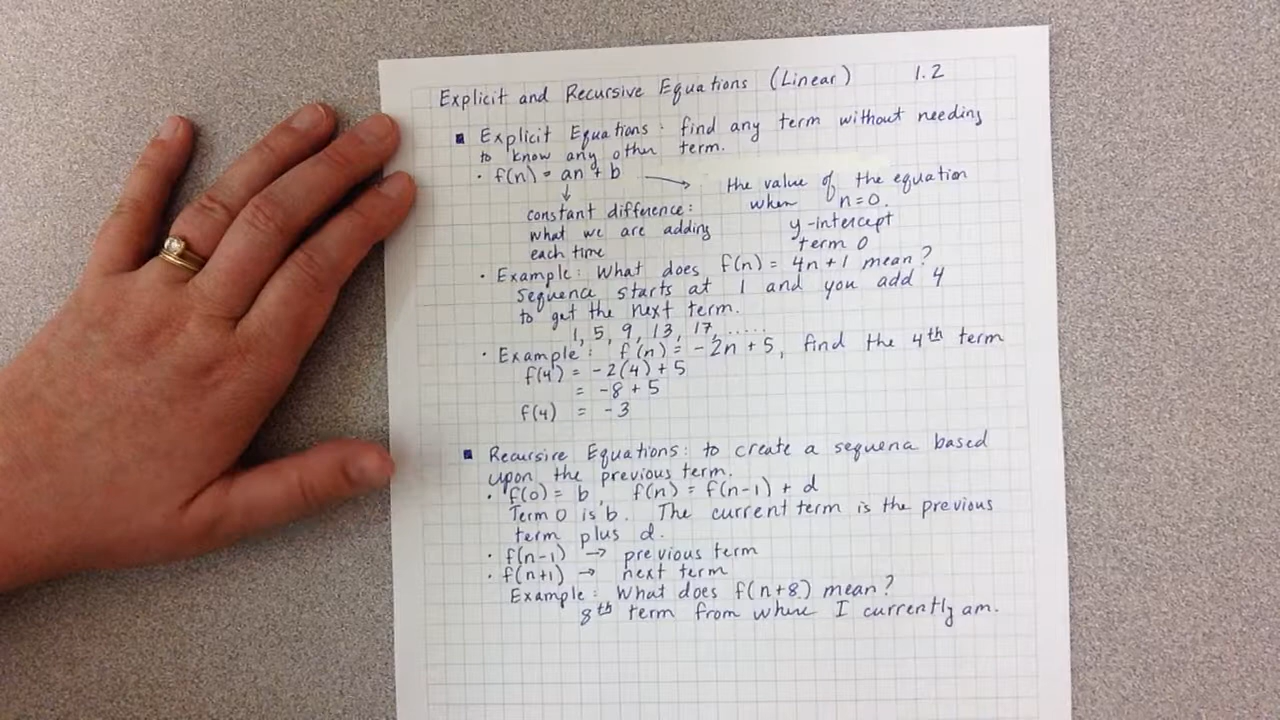 Explicit and Recursive Equations (Linear) 1.2
▪ Explicit Equations: find any term without needing
to know any other term.
• f(n) = an + b → the value of the equation
when n=0.
↓
constant difference: y-intercept
what we are adding term 0
each time
• Example: What does f(n) = 4n+1 mean?
Sequence starts at 1 and you add 4
to get the next term.
1, 5, 9, 13, 17, .....
• Example: f(n) = -2n + 5, find the 4th term
f(4) = -2(4) + 5
= -8 + 5
f(4) = -3
▪ Recursive Equations: to create a sequence based
upon the previous term.
• f(0) = b, f(n) = f(n-1) + d
Term 0 is b. The current term is the previous
term plus d.
• f(n-1) → previous term
• f(n+1) → next term
Example: What does f(n+8) mean?
8th term from where I currently am.